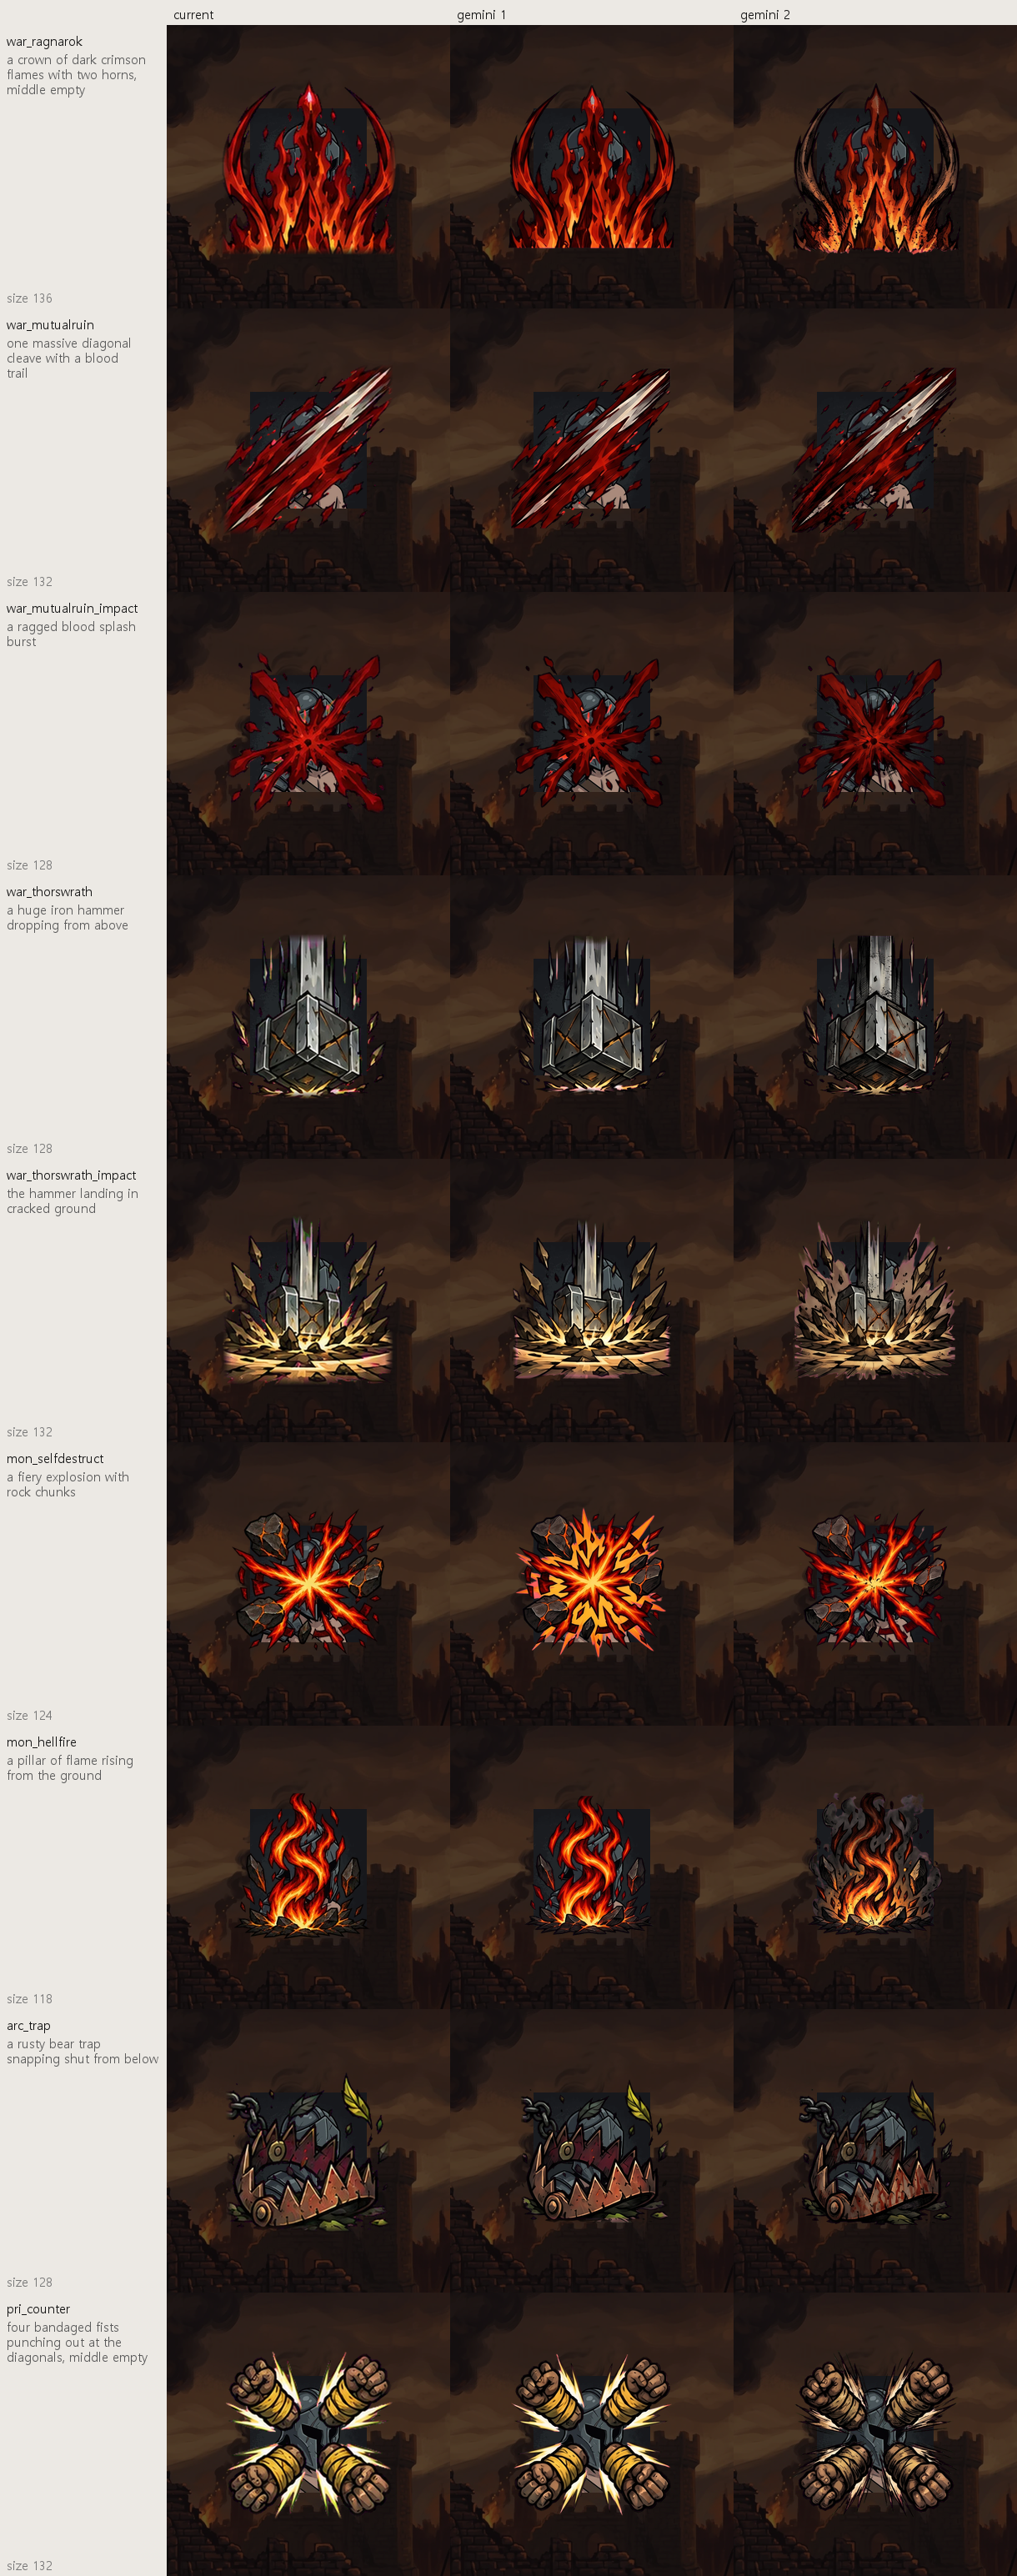 current
gemini 1
gemini 2
war_ragnarok
a crown of dark crimson
flames with two horns,
middle empty
size 136
war_mutualruin
one massive diagonal
cleave with a blood
trail
size 132
war_mutualruin_impact
a ragged blood splash
burst
size 128
war_thorswrath
a huge iron hammer
dropping from above
size 128
war_thorswrath_impact
the hammer landing in
cracked ground
size 132
mon_selfdestruct
a fiery explosion with
rock chunks
size 124
mon_hellfire
a pillar of flame rising
from the ground
size 118
arc_trap
a rusty bear trap
snapping shut from below
size 128
pri_counter
four bandaged fists
punching out at the
diagonals, middle empty
size 132